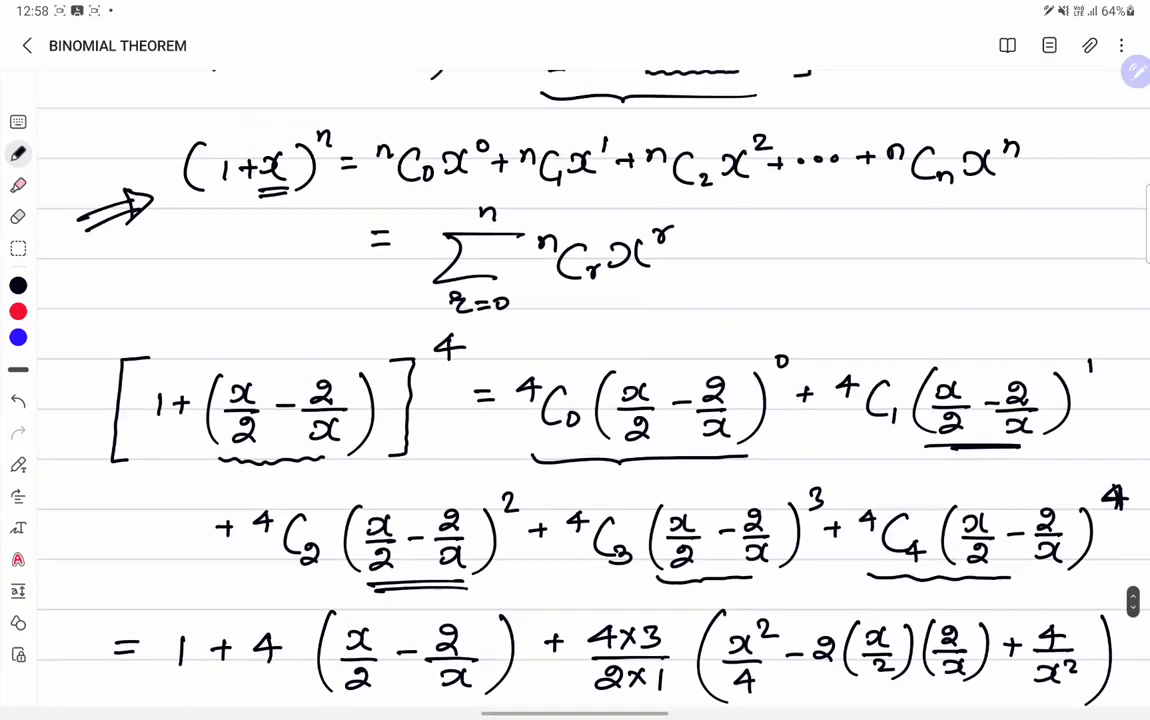 12:58 64%
BINOMIAL THEOREM
(1+x)^n = ^nC_0 x^0 + ^nC_1 x^1 + ^nC_2 x^2 + ... + ^nC_n x^n
= Σ_{r=0}^{n} ^nC_r x^r
[1+(x/2 - 2/x)]^4 = ^4C_0 (x/2 - 2/x)^0 + ^4C_1 (x/2 - 2/x)^1
+ ^4C_2 (x/2 - 2/x)^2 + ^4C_3 (x/2 - 2/x)^3 + ^4C_4 (x/2 - 2/x)^4
= 1 + 4 (x/2 - 2/x) + (4×3)/(2×1) (x^2/4 - 2(x/2)(2/x) + 4/x^2)